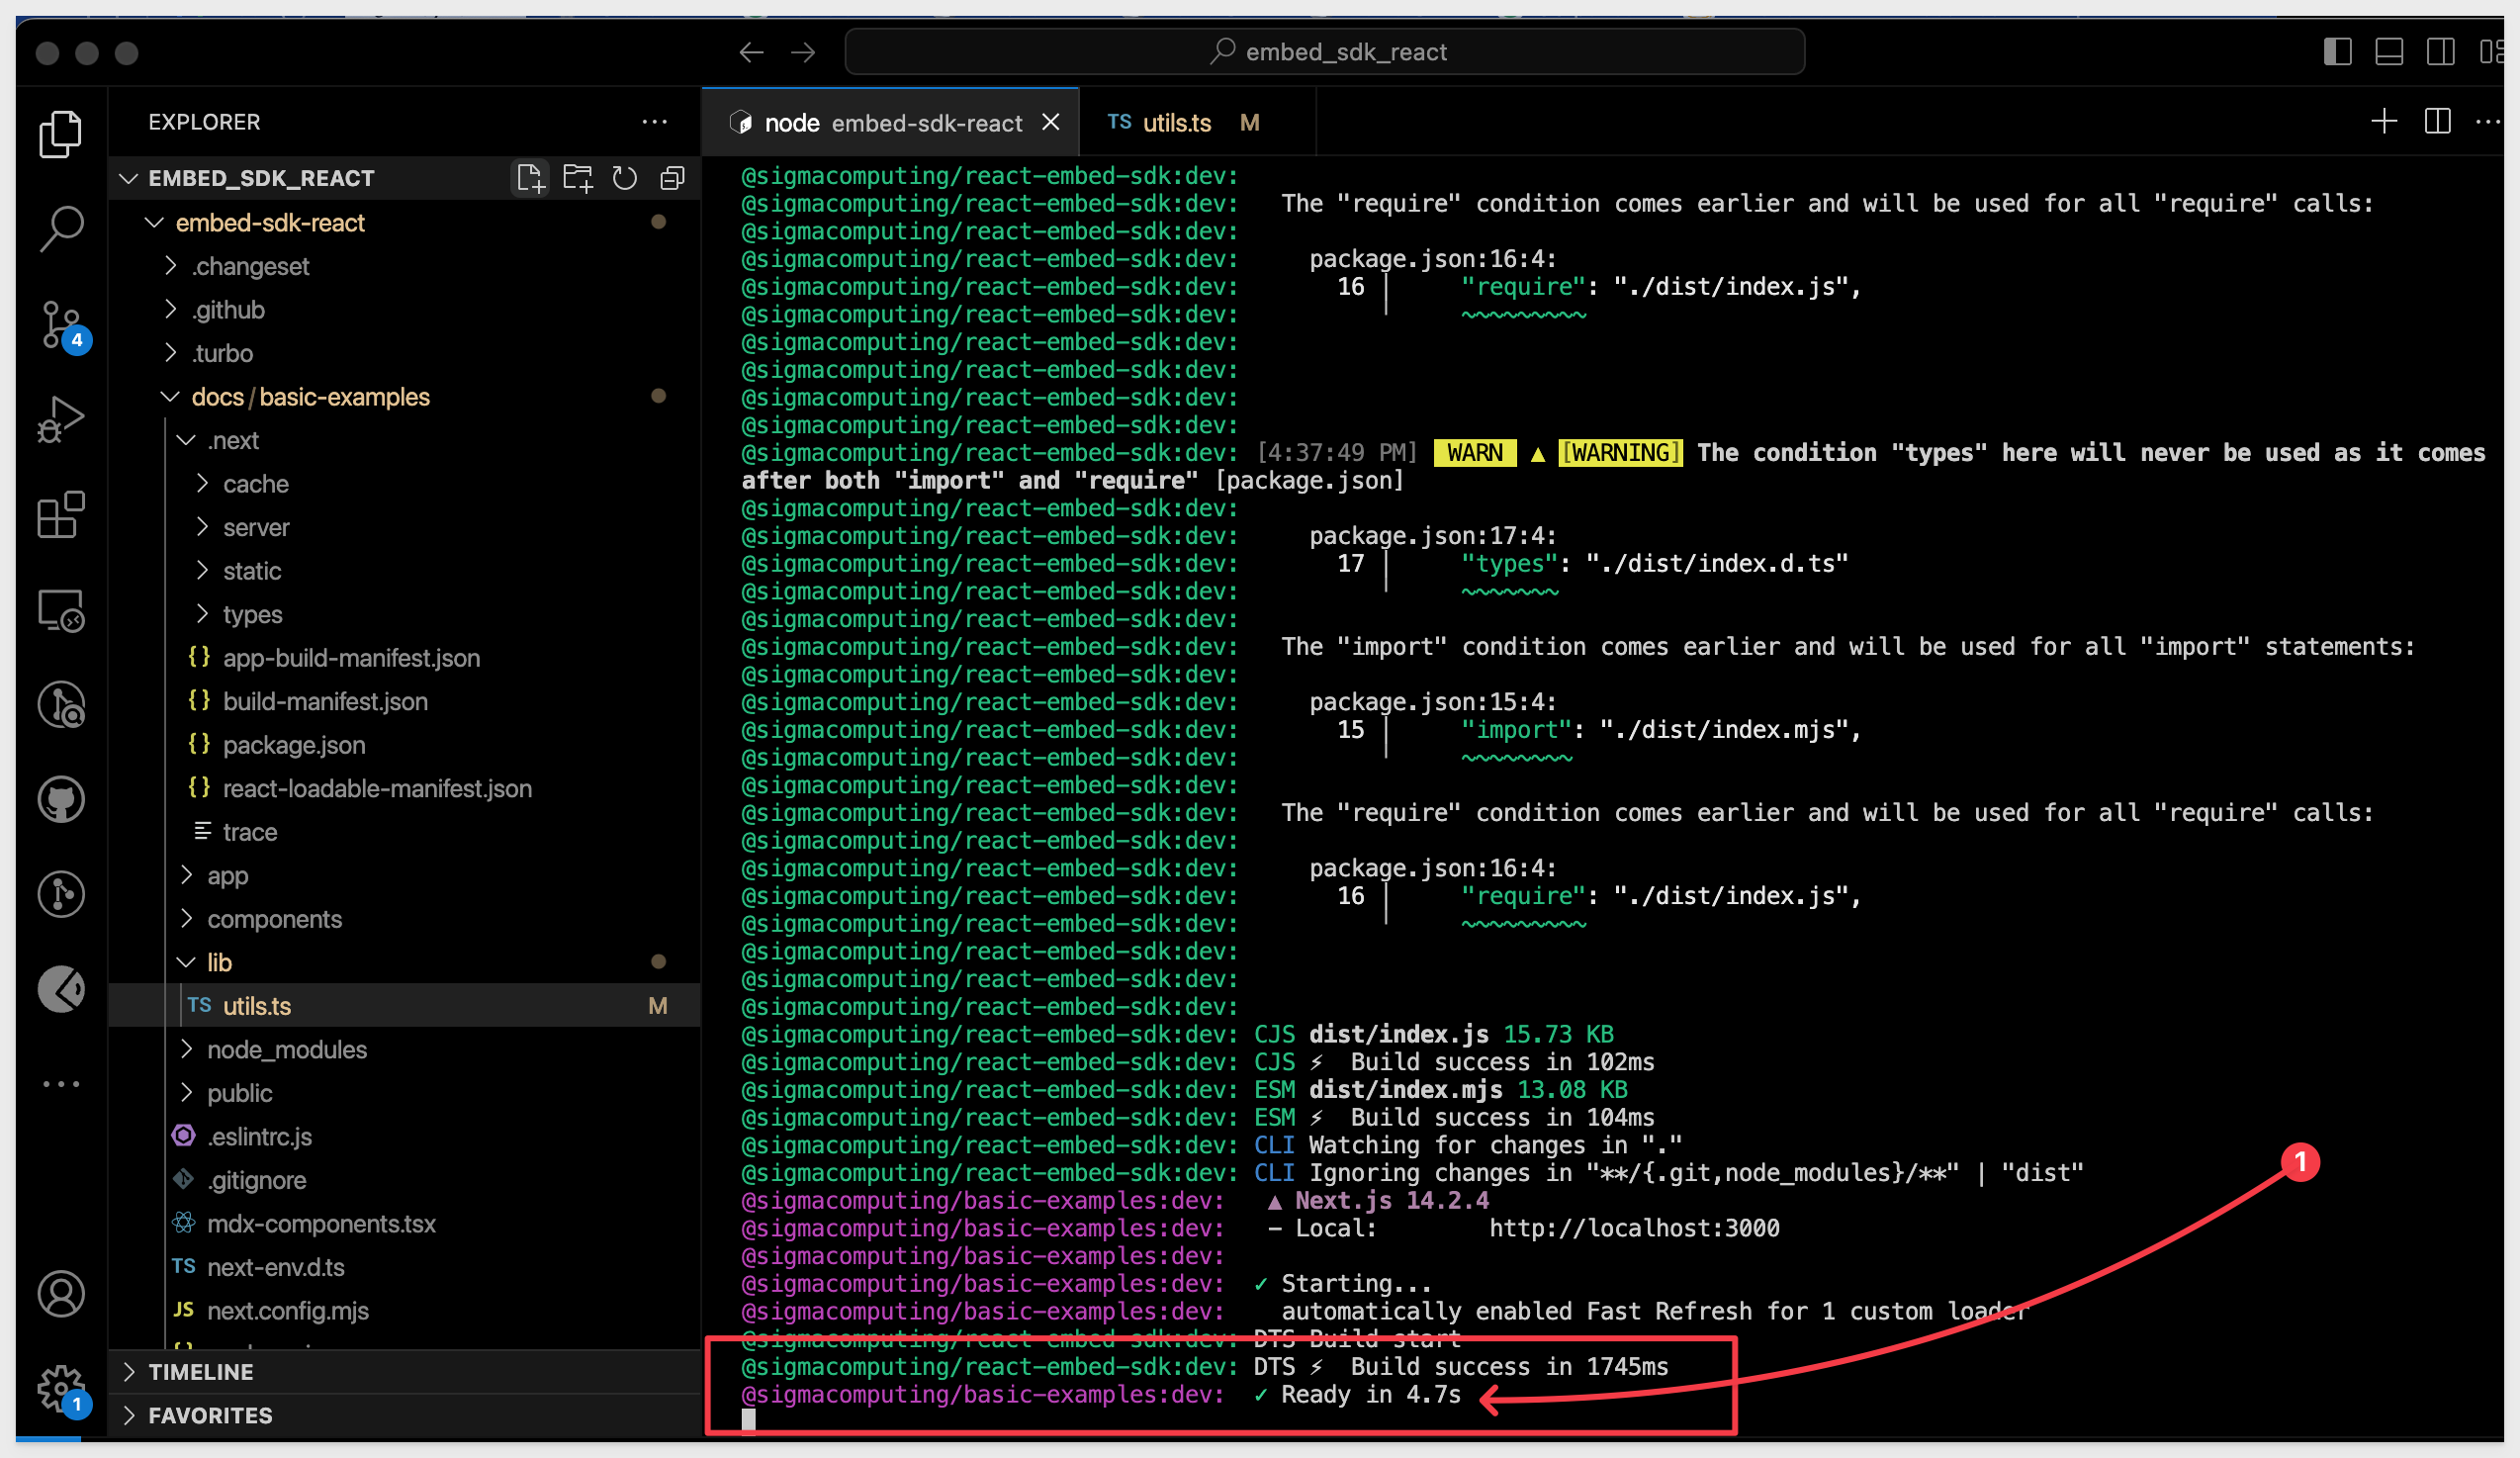 embed_sdk_react
EXPLORER
node embed-sdk-react
TS utils.ts M
EMBED_SDK_REACT
embed-sdk-react
.changeset
.github
.turbo
docs / basic-examples
.next
cache
server
static
types
{} app-build-manifest.json
{} build-manifest.json
{} package.json
{} react-loadable-manifest.json
trace
app
components
lib
TS utils.ts M
node_modules
public
.eslintrc.js
.gitignore
mdx-components.tsx
TS next-env.d.ts
JS next.config.mjs
TIMELINE
FAVORITES
4
1
@sigmacomputing/react-embed-sdk:dev:
@sigmacomputing/react-embed-sdk:dev: The "require" condition comes earlier and will be used for all "require" calls:
@sigmacomputing/react-embed-sdk:dev:
@sigmacomputing/react-embed-sdk:dev: package.json:16:4:
@sigmacomputing/react-embed-sdk:dev: 16 │ "require": "./dist/index.js",
@sigmacomputing/react-embed-sdk:dev: ~~~~~~~~~
@sigmacomputing/react-embed-sdk:dev:
@sigmacomputing/react-embed-sdk:dev:
@sigmacomputing/react-embed-sdk:dev:
@sigmacomputing/react-embed-sdk:dev:
@sigmacomputing/react-embed-sdk:dev: [4:37:49 PM] WARN ▲ [WARNING] The condition "types" here will never be used as it comes
after both "import" and "require" [package.json]
@sigmacomputing/react-embed-sdk:dev:
@sigmacomputing/react-embed-sdk:dev: package.json:17:4:
@sigmacomputing/react-embed-sdk:dev: 17 │ "types": "./dist/index.d.ts"
@sigmacomputing/react-embed-sdk:dev: ~~~~~~~
@sigmacomputing/react-embed-sdk:dev:
@sigmacomputing/react-embed-sdk:dev: The "import" condition comes earlier and will be used for all "import" statements:
@sigmacomputing/react-embed-sdk:dev:
@sigmacomputing/react-embed-sdk:dev: package.json:15:4:
@sigmacomputing/react-embed-sdk:dev: 15 │ "import": "./dist/index.mjs",
@sigmacomputing/react-embed-sdk:dev: ~~~~~~~~
@sigmacomputing/react-embed-sdk:dev:
@sigmacomputing/react-embed-sdk:dev: The "require" condition comes earlier and will be used for all "require" calls:
@sigmacomputing/react-embed-sdk:dev:
@sigmacomputing/react-embed-sdk:dev: package.json:16:4:
@sigmacomputing/react-embed-sdk:dev: 16 │ "require": "./dist/index.js",
@sigmacomputing/react-embed-sdk:dev: ~~~~~~~~~
@sigmacomputing/react-embed-sdk:dev:
@sigmacomputing/react-embed-sdk:dev:
@sigmacomputing/react-embed-sdk:dev:
@sigmacomputing/react-embed-sdk:dev: CJS dist/index.js 15.73 KB
@sigmacomputing/react-embed-sdk:dev: CJS ⚡ Build success in 102ms
@sigmacomputing/react-embed-sdk:dev: ESM dist/index.mjs 13.08 KB
@sigmacomputing/react-embed-sdk:dev: ESM ⚡ Build success in 104ms
@sigmacomputing/react-embed-sdk:dev: CLI Watching for changes in "."
@sigmacomputing/react-embed-sdk:dev: CLI Ignoring changes in "**/{.git,node_modules}/**" | "dist"
@sigmacomputing/basic-examples:dev: ▲ Next.js 14.2.4
@sigmacomputing/basic-examples:dev: - Local: http://localhost:3000
@sigmacomputing/basic-examples:dev:
@sigmacomputing/basic-examples:dev: ✓ Starting...
@sigmacomputing/basic-examples:dev: automatically enabled Fast Refresh for 1 custom loader
@sigmacomputing/react-embed-sdk:dev: DTS Build start
@sigmacomputing/react-embed-sdk:dev: DTS ⚡ Build success in 1745ms
@sigmacomputing/basic-examples:dev: ✓ Ready in 4.7s
1